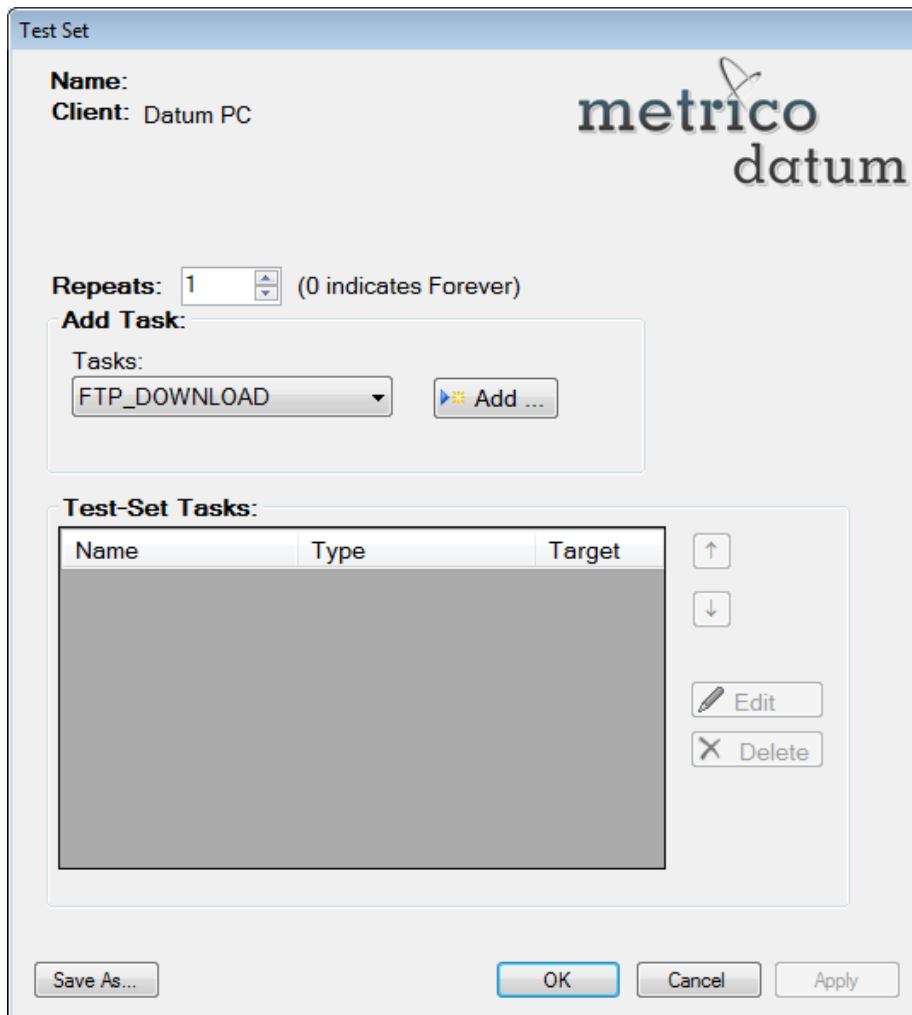 Test Set
Name:
Client: Datum PC
metrico
datum
Repeats: 1 (0 indicates Forever)
Add Task:
Tasks:
FTP_DOWNLOAD Add ...
Test-Set Tasks:
Name Type Target
Edit
Delete
Save As... OK Cancel Apply